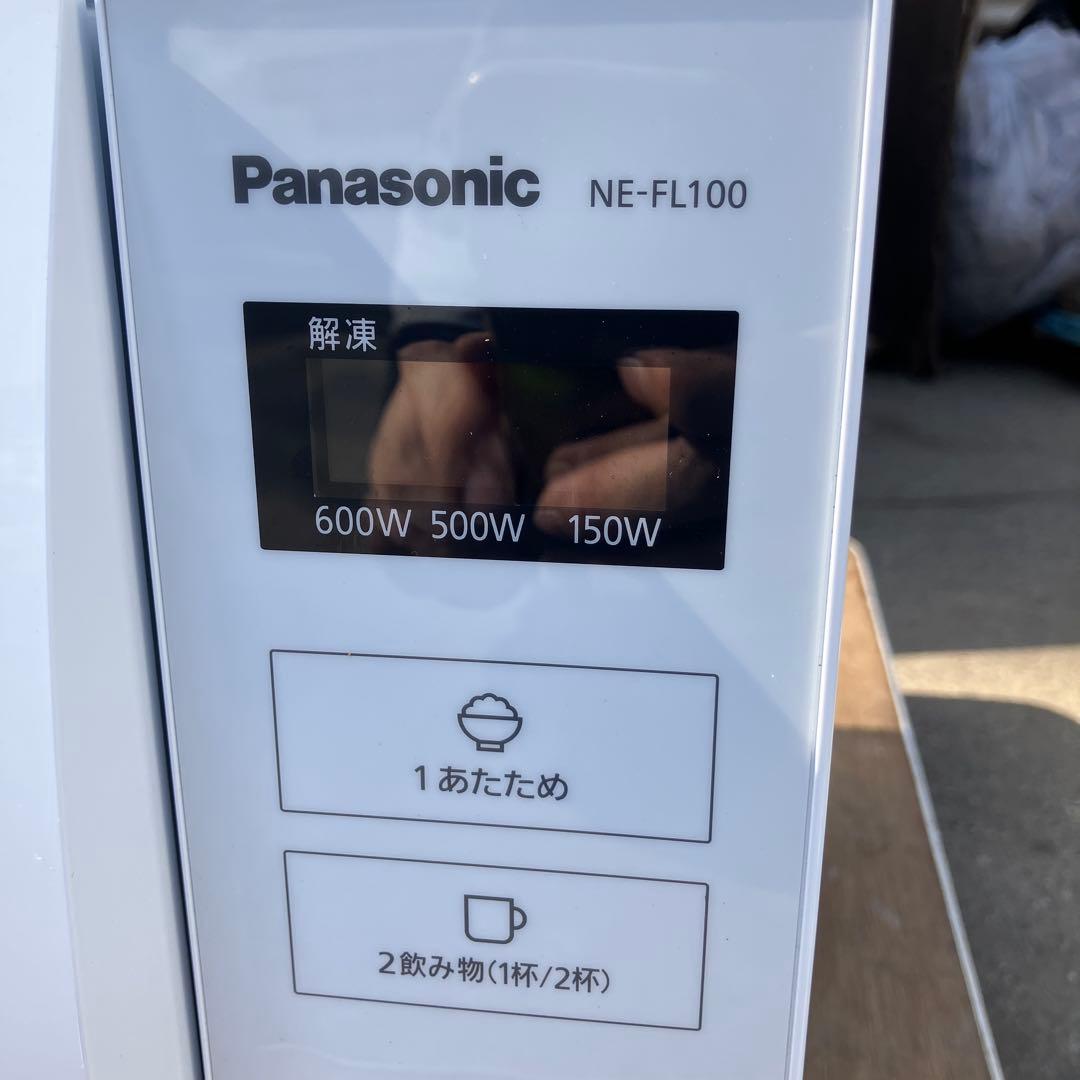 Panasonic NE-FL100
解凍
600W 500W 150W
1あたため
2飲み物(1杯/2杯)